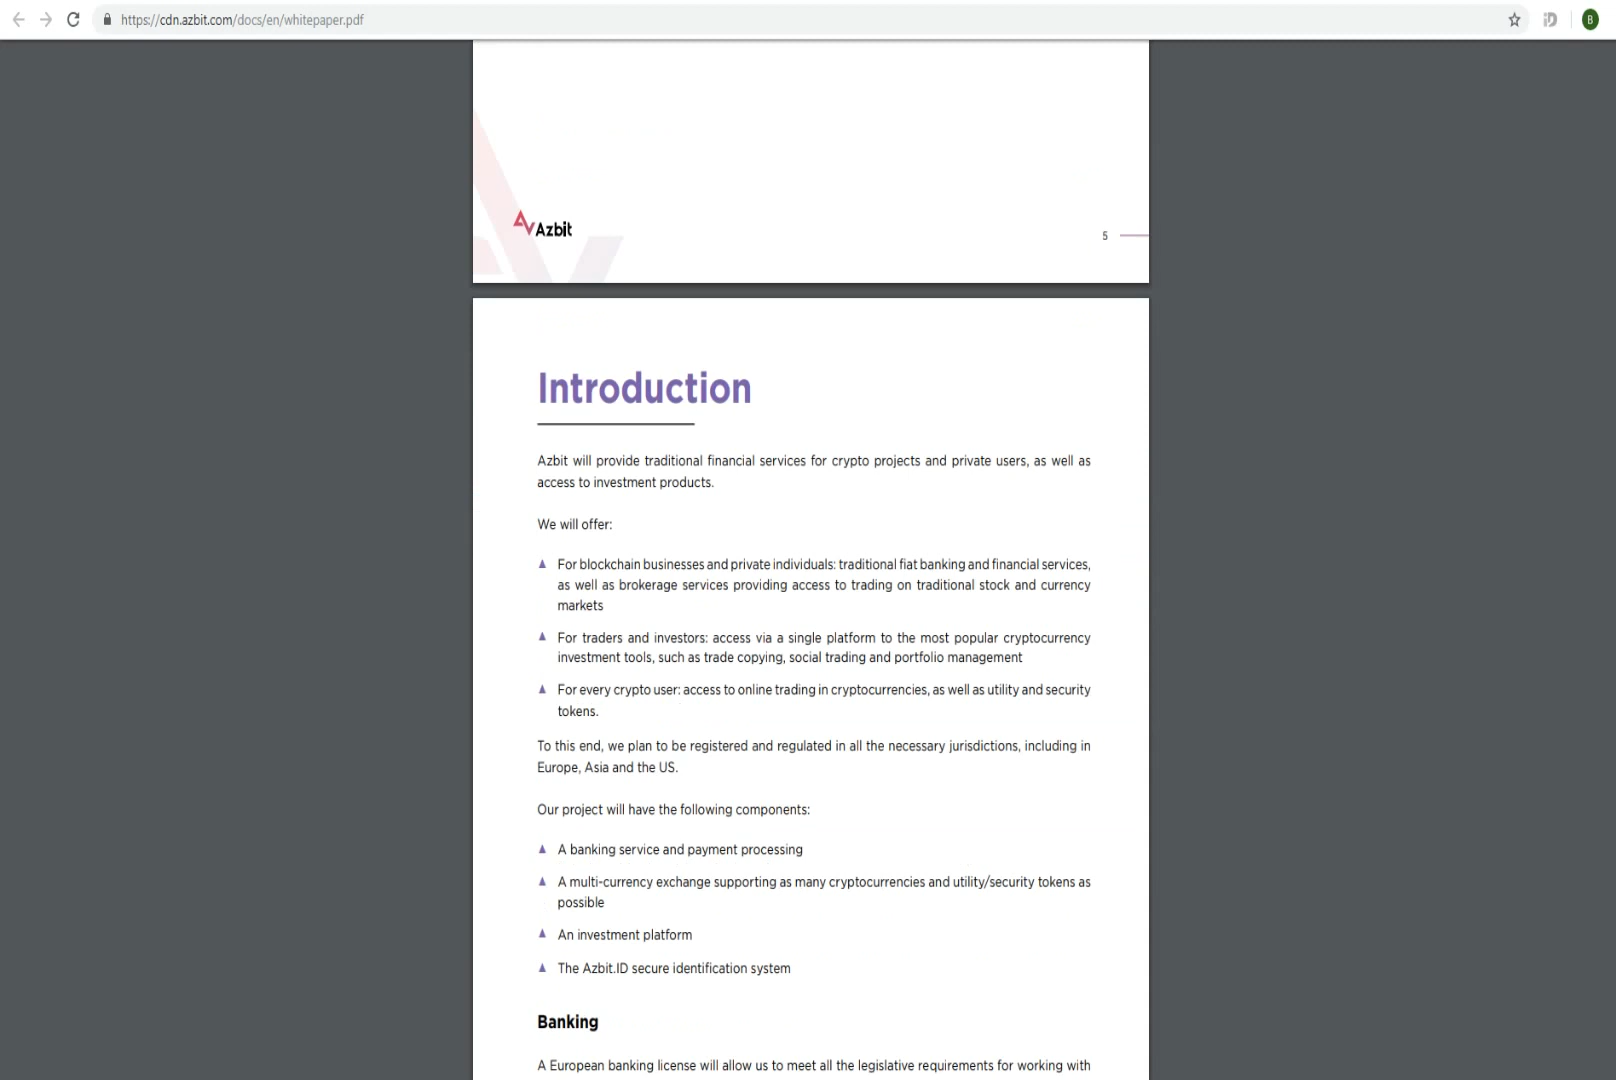 https://cdn.azbit.com/docs/en/whitepaper.pdf
iD
B
Azbit
5
Introduction
Azbit will provide traditional financial services for crypto projects and private users, as well as
access to investment products.
We will offer:
For blockchain businesses and private individuals: traditional fiat banking and financial services,
as well as brokerage services providing access to trading on traditional stock and currency
markets
For traders and investors: access via a single platform to the most popular cryptocurrency
investment tools, such as trade copying, social trading and portfolio management
For every crypto user: access to online trading in cryptocurrencies, as well as utility and security
tokens.
To this end, we plan to be registered and regulated in all the necessary jurisdictions, including in
Europe, Asia and the US.
Our project will have the following components:
A banking service and payment processing
A multi-currency exchange supporting as many cryptocurrencies and utility/security tokens as
possible
An investment platform
The Azbit.ID secure identification system
Banking
A European banking license will allow us to meet all the legislative requirements for working with